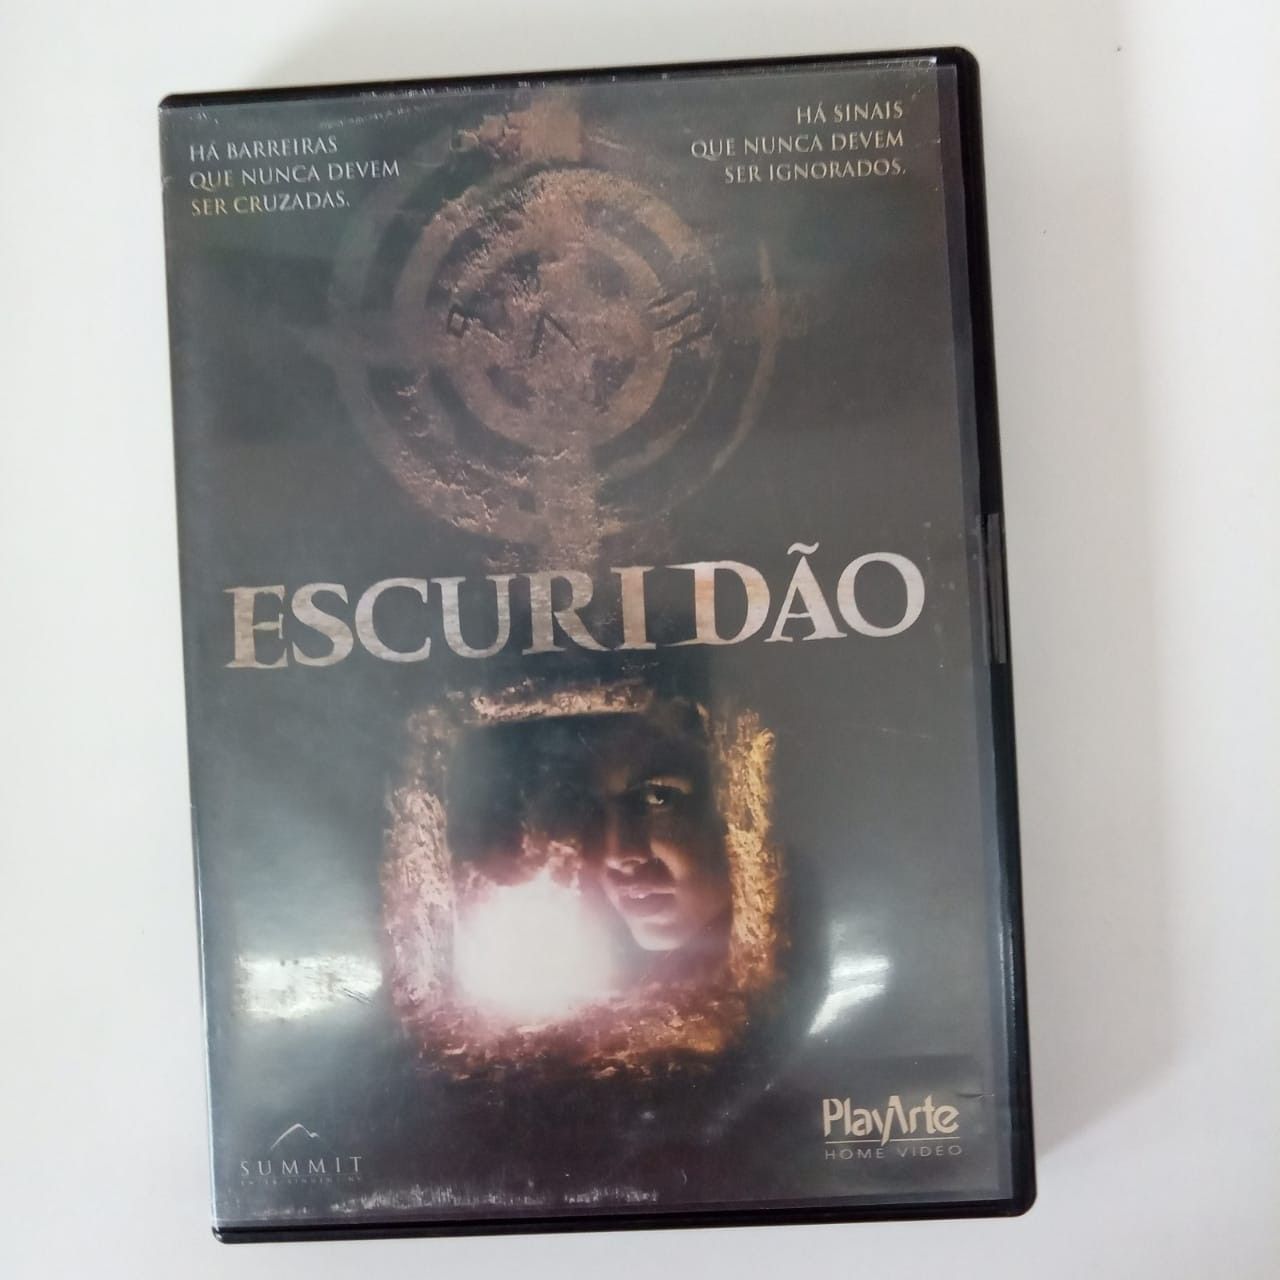 HÁ BARREIRAS
QUE NUNCA DEVEM
SER CRUZADAS.
HÁ SINAIS
QUE NUNCA DEVEM
SER IGNORADOS.
ESCURIDÃO
SUMMIT
ENTERTAINMENT
PlayArte
HOME VIDEO